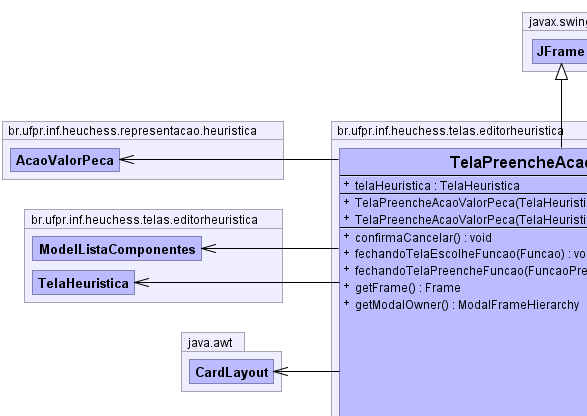 javax.swing
JFrame
br.ufpr.inf.heuchess.representacao.heuristica
AcaoValorPeca
br.ufpr.inf.heuchess.telas.editorheuristica
TelaPreencheAcao
+ telaHeuristica : TelaHeuristica
+ TelaPreencheAcaoValorPeca(TelaHeuristi
+ TelaPreencheAcaoValorPeca(TelaHeuristi
+ confirmaCancelar() : void
+ fechandoTelaEscolheFuncao(Funcao) : vo
+ fechandoTelaPreencheFuncao(FuncaoPre
+ getFrame() : Frame
+ getModalOwner() : ModalFrameHierarchy
br.ufpr.inf.heuchess.telas.editorheuristica
ModelListaComponentes
TelaHeuristica
java.awt
CardLayout